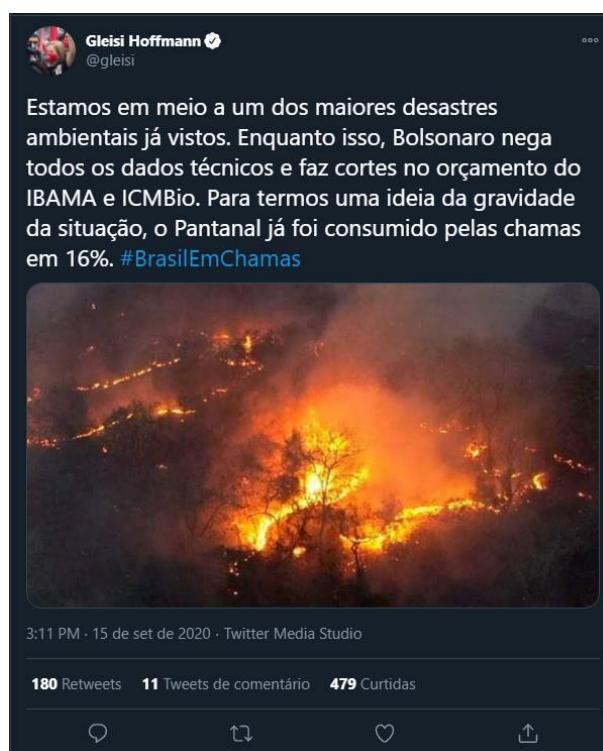 Gleisi Hoffmann
@gleisi
Estamos em meio a um dos maiores desastres
ambientais já vistos. Enquanto isso, Bolsonaro nega
todos os dados técnicos e faz cortes no orçamento do
IBAMA e ICMBio. Para termos uma ideia da gravidade
da situação, o Pantanal já foi consumido pelas chamas
em 16%. #BrasilEmChamas
3:11 PM · 15 de set de 2020 · Twitter Media Studio
180 Retweets 11 Tweets de comentário 479 Curtidas